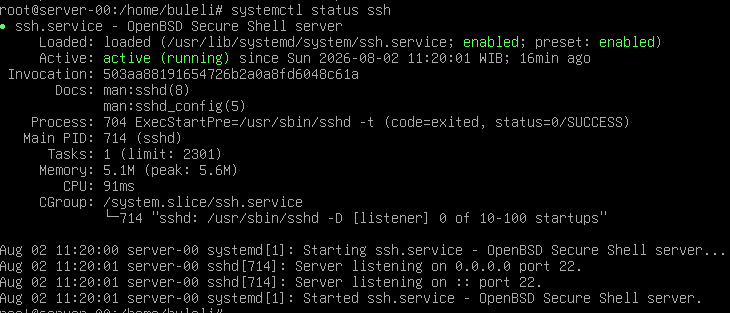 root@server-00:/home/buleli# systemctl status ssh
● ssh.service - OpenBSD Secure Shell server
Loaded: loaded (/usr/lib/systemd/system/ssh.service; enabled; preset: enabled)
Active: active (running) since Sun 2026-08-02 11:20:01 WIB; 16min ago
Invocation: 503aa88191654726b2a0a8fd6048c61a
Docs: man:sshd(8)
man:sshd_config(5)
Process: 704 ExecStartPre=/usr/sbin/sshd -t (code=exited, status=0/SUCCESS)
Main PID: 714 (sshd)
Tasks: 1 (limit: 2301)
Memory: 5.1M (peak: 5.6M)
CPU: 91ms
CGroup: /system.slice/ssh.service
└─714 "sshd: /usr/sbin/sshd -D [listener] 0 of 10-100 startups"
Aug 02 11:20:00 server-00 systemd[1]: Starting ssh.service - OpenBSD Secure Shell server...
Aug 02 11:20:01 server-00 sshd[714]: Server listening on 0.0.0.0 port 22.
Aug 02 11:20:01 server-00 sshd[714]: Server listening on :: port 22.
Aug 02 11:20:01 server-00 systemd[1]: Started ssh.service - OpenBSD Secure Shell server.
root@server-00:/home/buleli#